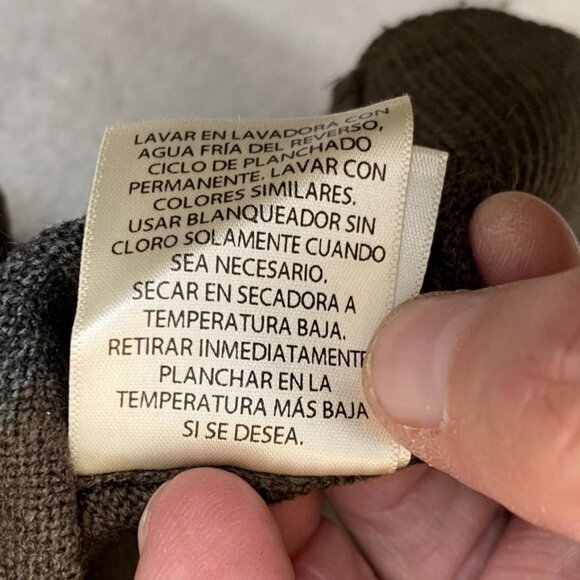 LAVAR EN LAVADORA CON
AGUA FRÍA DEL REVERSO,
CICLO DE PLANCHADO
PERMANENTE. LAVAR CON
COLORES SIMILARES.
USAR BLANQUEADOR SIN
CLORO SOLAMENTE CUANDO
SEA NECESARIO.
SECAR EN SECADORA A
TEMPERATURA BAJA.
RETIRAR INMEDIATAMENTE
PLANCHAR EN LA
TEMPERATURA MÁS BAJA
SI SE DESEA.